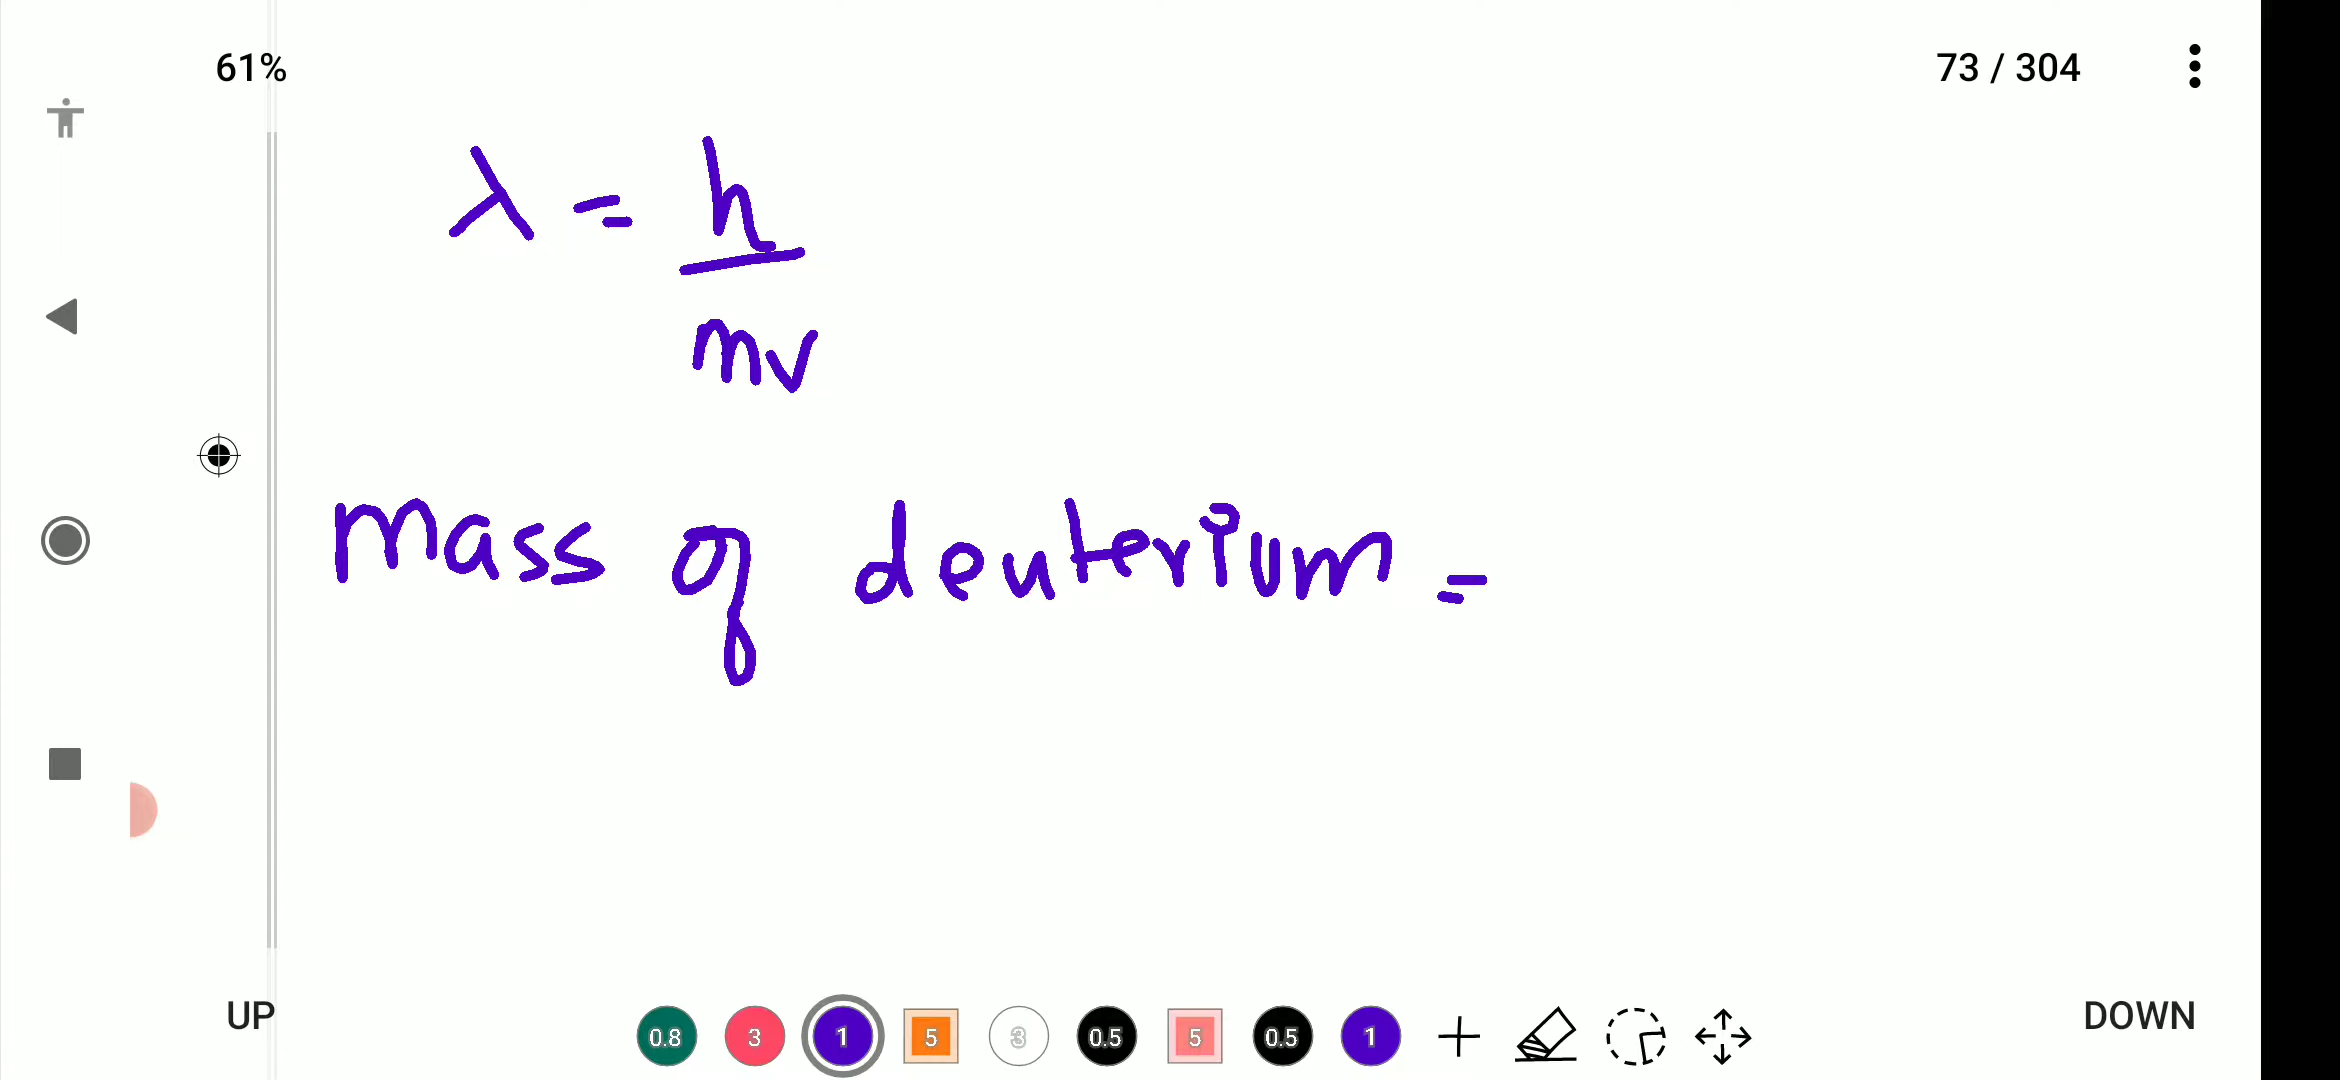 61%
73 / 304
λ = h
mv
mass of deuterium =
UP
0.8 3 1 5 3 0.5 5 0.5 1
DOWN